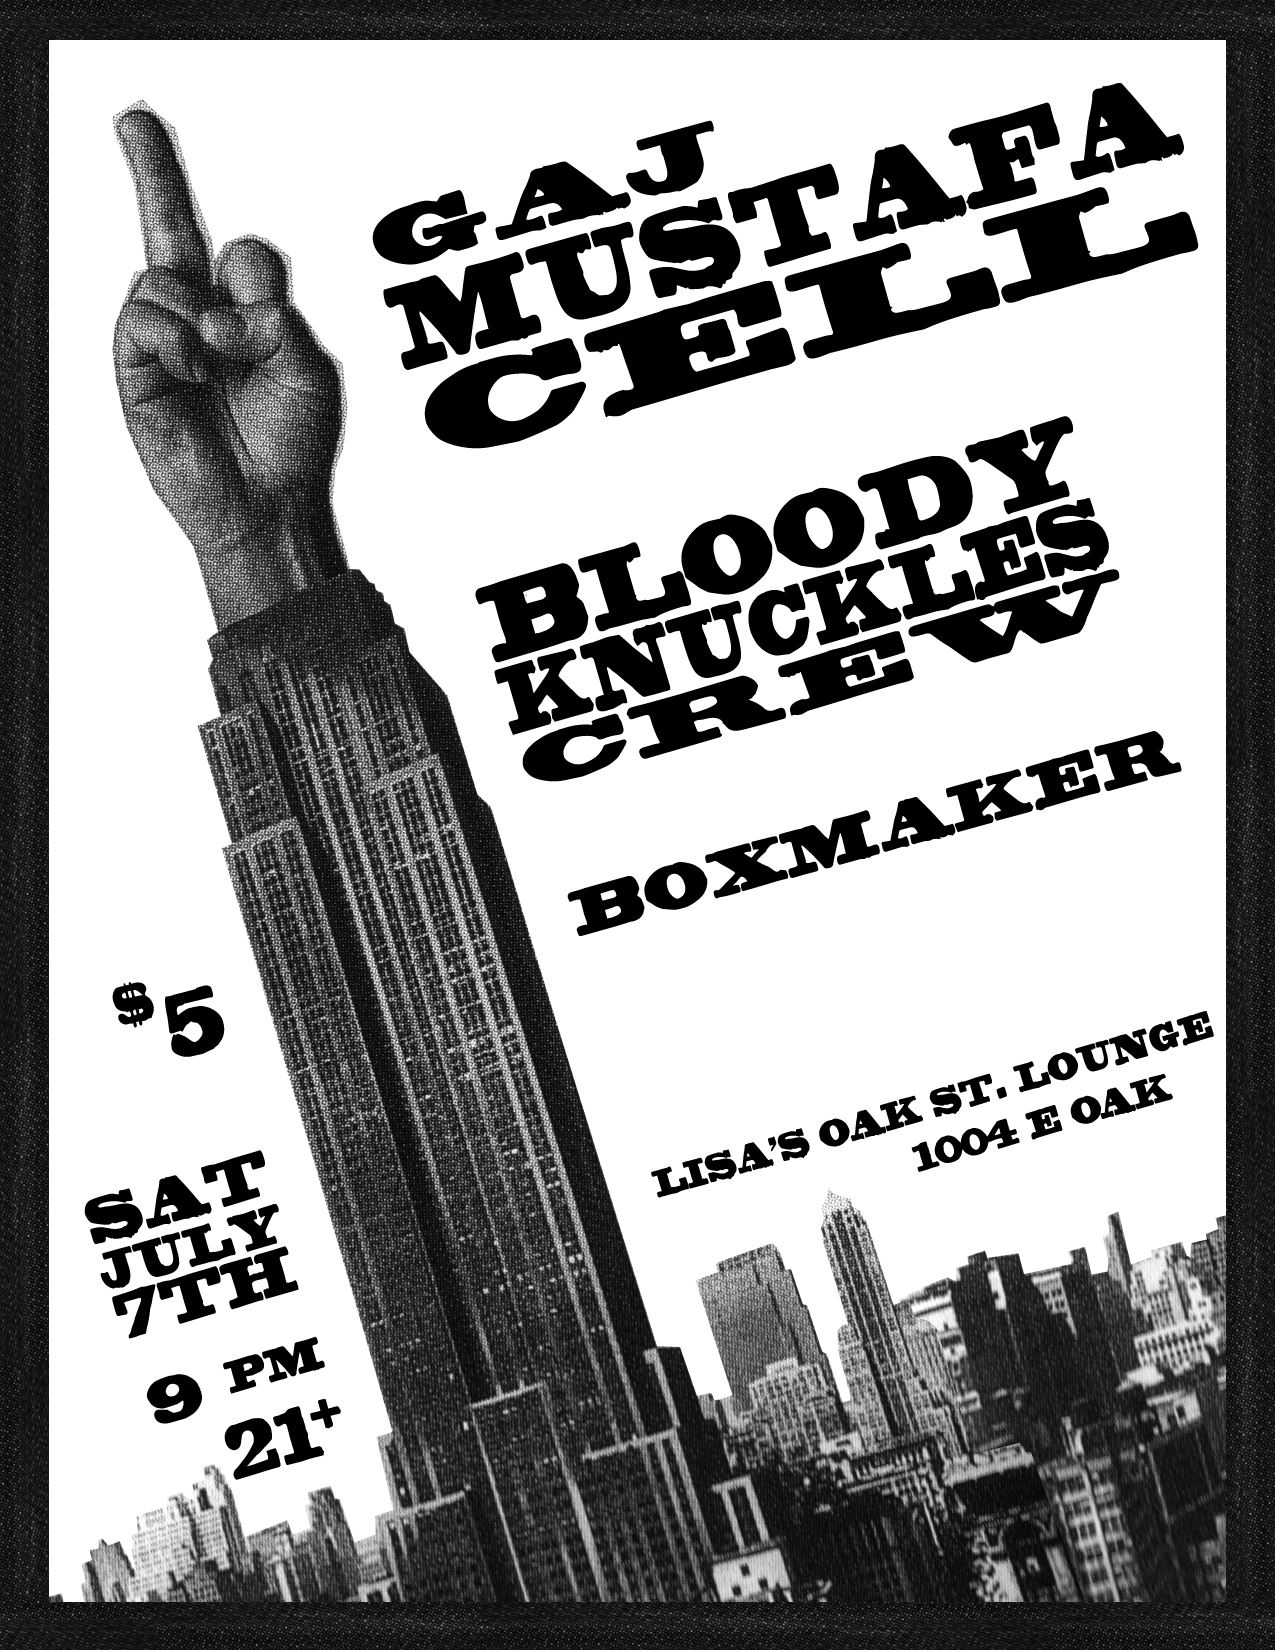 GAJ
MUSTAFA
CELL
BLOODY
KNUCKLES
CREW
BOXMAKER
$5
LISA'S OAK ST. LOUNGE
1004 E OAK
SAT
JULY
7TH
9 PM
21+